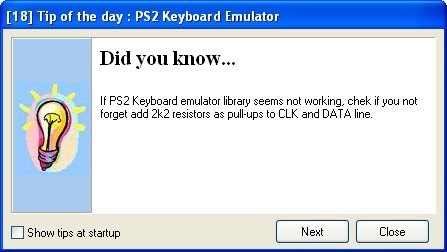 [18] Tip of the day : PS2 Keyboard Emulator
Did you know...
If PS2 Keyboard emulator library seems not working, chek if you not
forget add 2k2 resistors as pull-ups to CLK and DATA line.
Show tips at startup
Next
Close